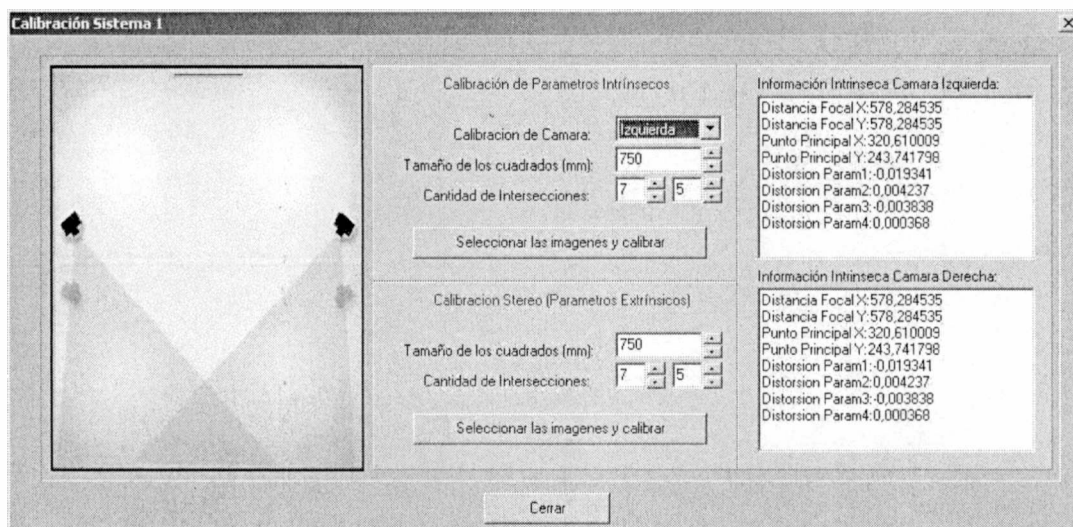 Calibración Sistema 1
Calibración de Parametros Intrínsecos
Calibracion de Camara: Izquierda
Tamaño de los cuadrados (mm): 750
Cantidad de Intersecciones: 7 5
Seleccionar las imagenes y calibrar
Calibracion Stereo (Parametros Extrínsicos)
Tamaño de los cuadrados (mm): 750
Cantidad de Intersecciones: 7 5
Seleccionar las imagenes y calibrar
Información Intrinseca Camara Izquierda:
Distancia Focal X:578,284535
Distancia Focal Y:578,284535
Punto Principal X:320,610009
Punto Principal Y:243,741798
Distorsion Param1:-0,019341
Distorsion Param2:0,004237
Distorsion Param3:-0,003838
Distorsion Param4:0,000368
Información Intrinseca Camara Derecha:
Distancia Focal X:578,284535
Distancia Focal Y:578,284535
Punto Principal X:320,610009
Punto Principal Y:243,741798
Distorsion Param1:-0,019341
Distorsion Param2:0,004237
Distorsion Param3:-0,003838
Distorsion Param4:0,000368
Cerrar